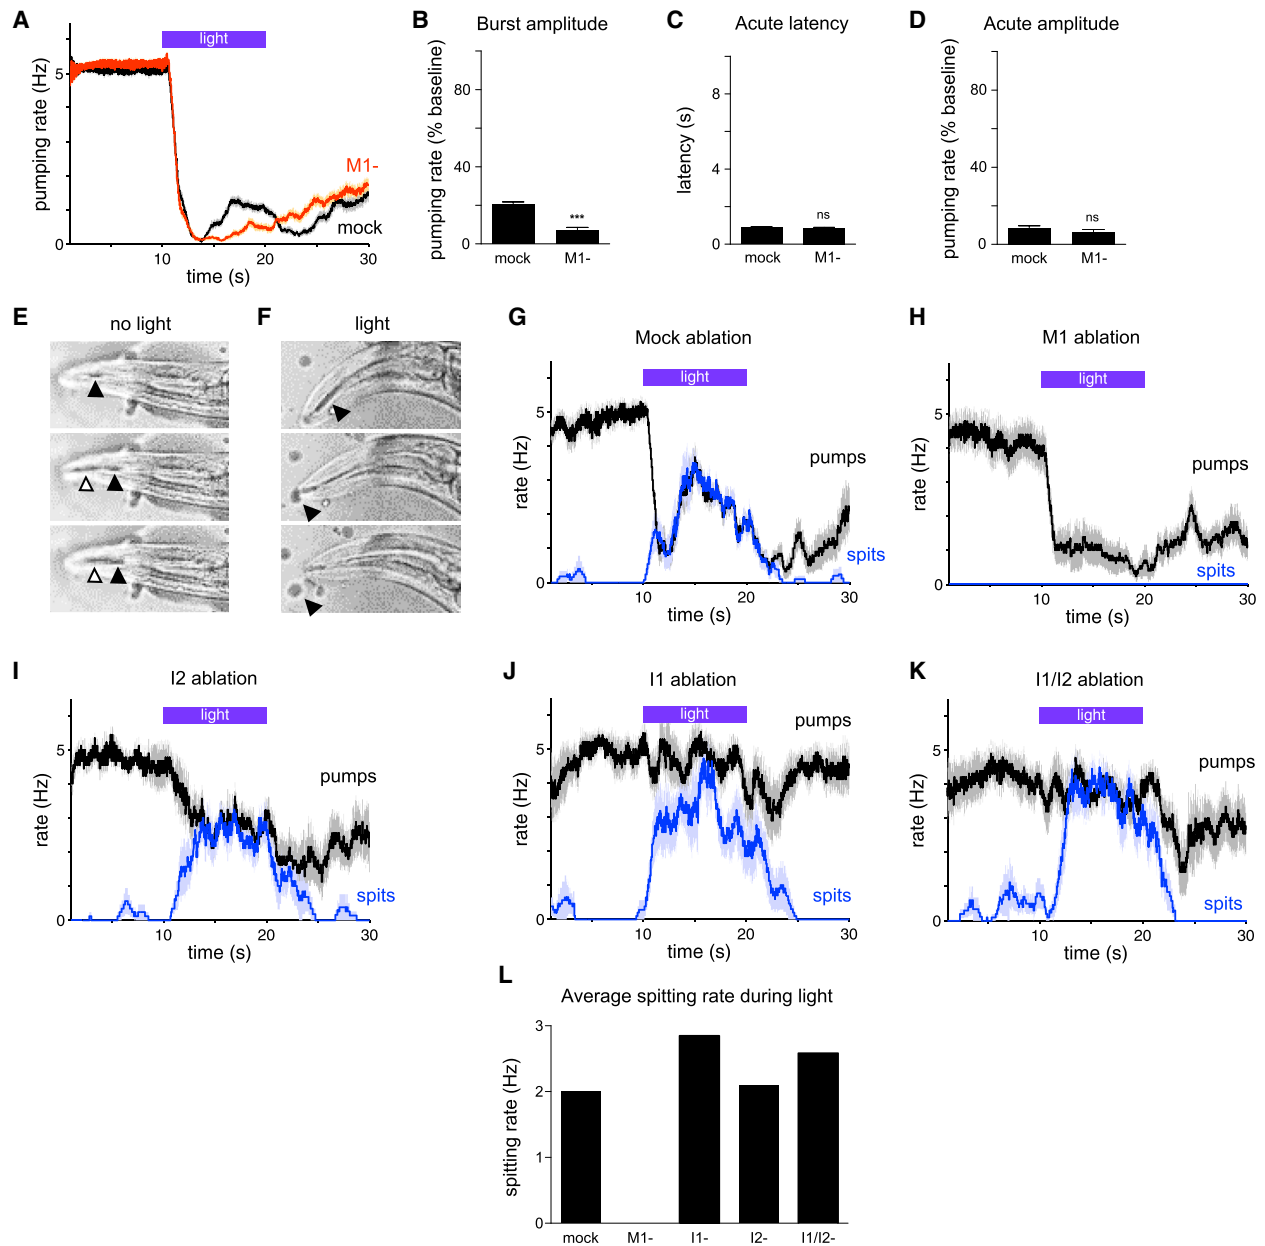 A
light
pumping rate (Hz)
5
0
M1-
mock
10
20
30
time (s)
B
Burst amplitude
pumping rate (% baseline)
80
40
0
***
mock
M1-
C
Acute latency
latency (s)
8
4
0
ns
mock
M1-
D
Acute amplitude
pumping rate (% baseline)
80
40
0
ns
mock
M1-
E
no light
F
light
G
Mock ablation
light
rate (Hz)
5
0
pumps
spits
10
20
30
time (s)
H
M1 ablation
light
rate (Hz)
5
0
pumps
spits
10
20
30
time (s)
I
I2 ablation
light
rate (Hz)
5
0
pumps
spits
10
20
30
time (s)
J
I1 ablation
light
rate (Hz)
5
0
pumps
spits
10
20
30
time (s)
K
I1/I2 ablation
light
rate (Hz)
5
0
pumps
spits
10
20
30
time (s)
L
Average spitting rate during light
spitting rate (Hz)
3
2
1
0
mock
M1-
I1-
I2-
I1/I2-